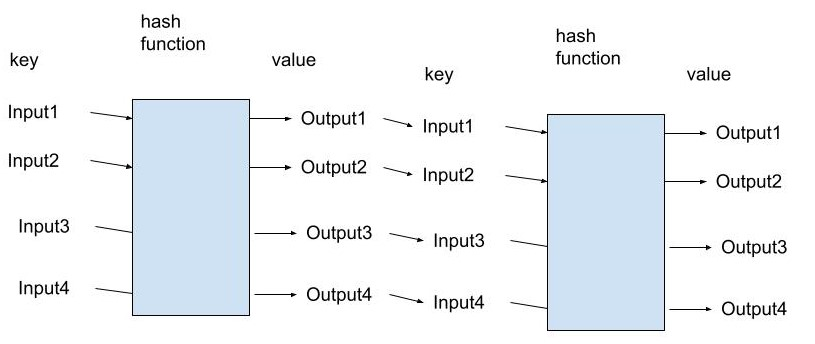 hash
function
key
value
Input1
Output1
Input2
Output2
Input3
Output3
Input4
Output4
hash
function
key
value
Input1
Output1
Input2
Output2
Input3
Output3
Input4
Output4